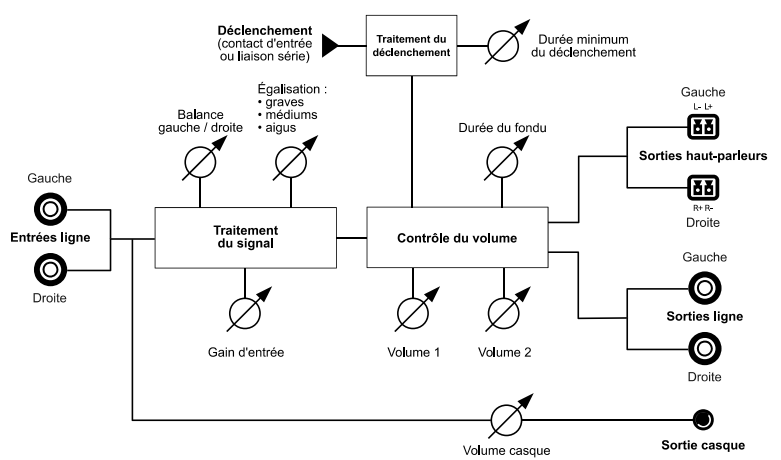 Déclenchement
(contact d'entrée
ou liaison série)
Traitement du
déclenchement
Durée minimum
du déclenchement
Égalisation :
• graves
• médiums
• aigus
Balance
gauche / droite
Durée du fondu
Gauche
L- L+
Sorties haut-parleurs
R+ R-
Droite
Gauche
Entrées ligne
Droite
Traitement
du signal
Contrôle du volume
Gauche
Sorties ligne
Droite
Gain d'entrée
Volume 1
Volume 2
Volume casque
Sortie casque